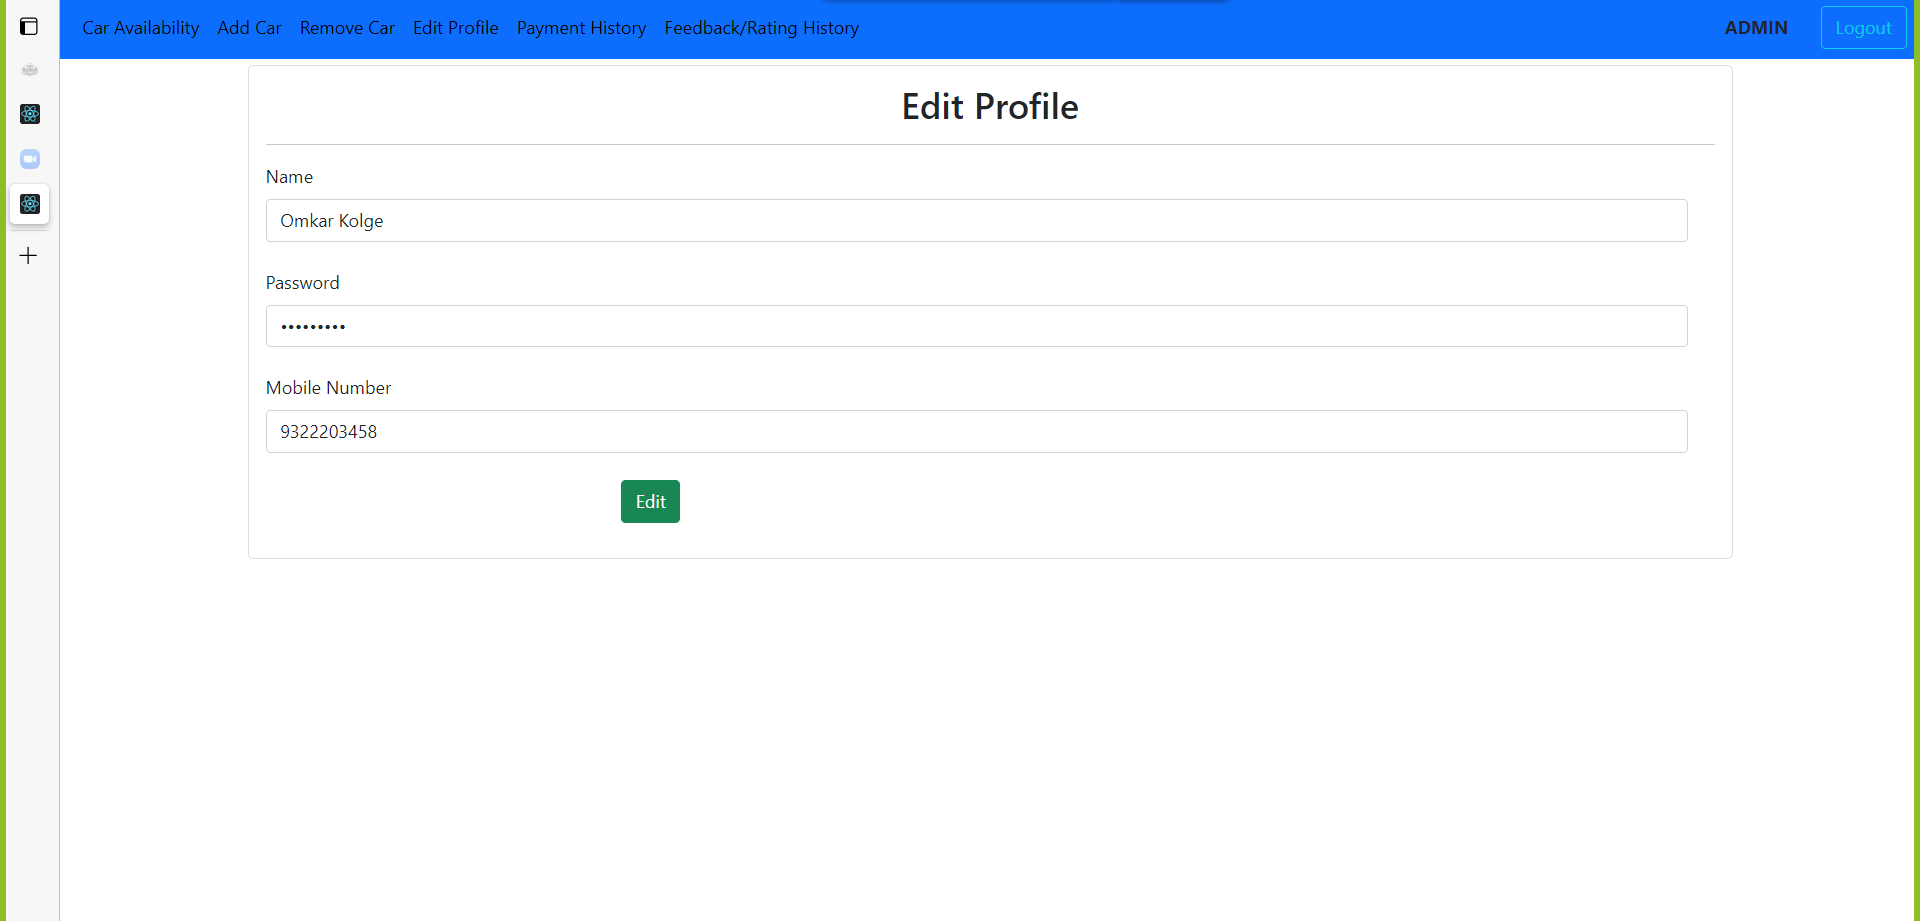 Car Availability Add Car Remove Car Edit Profile Payment History Feedback/Rating History ADMIN Logout
Edit Profile
Name
Omkar Kolge
Password
•••••••••
Mobile Number
9322203458
Edit